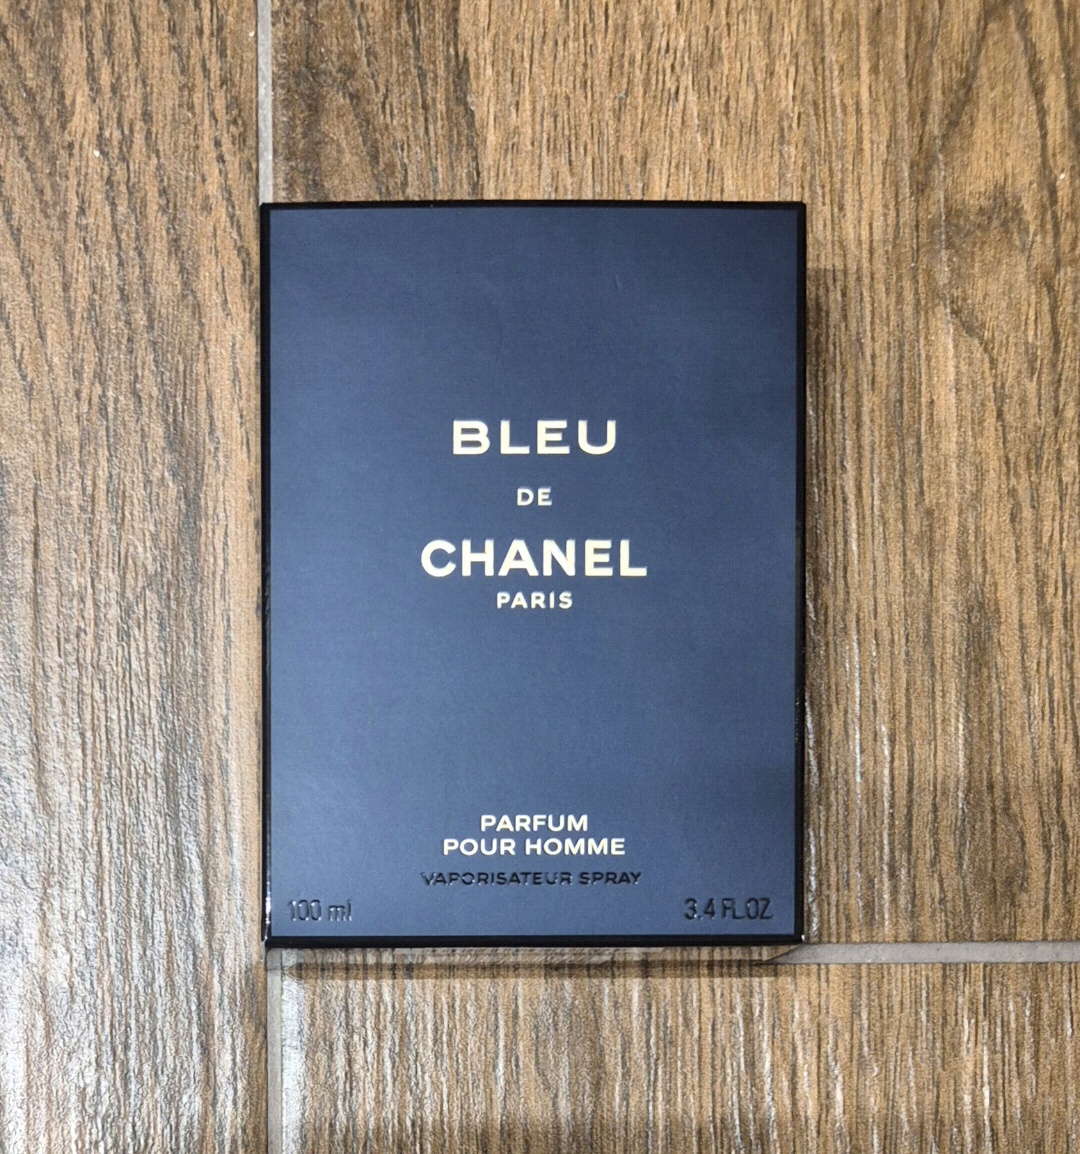 BLEU
DE
CHANEL
PARIS
PARFUM
POUR HOMME
VAPORISATEUR SPRAY
100 ml
3.4 FL.OZ